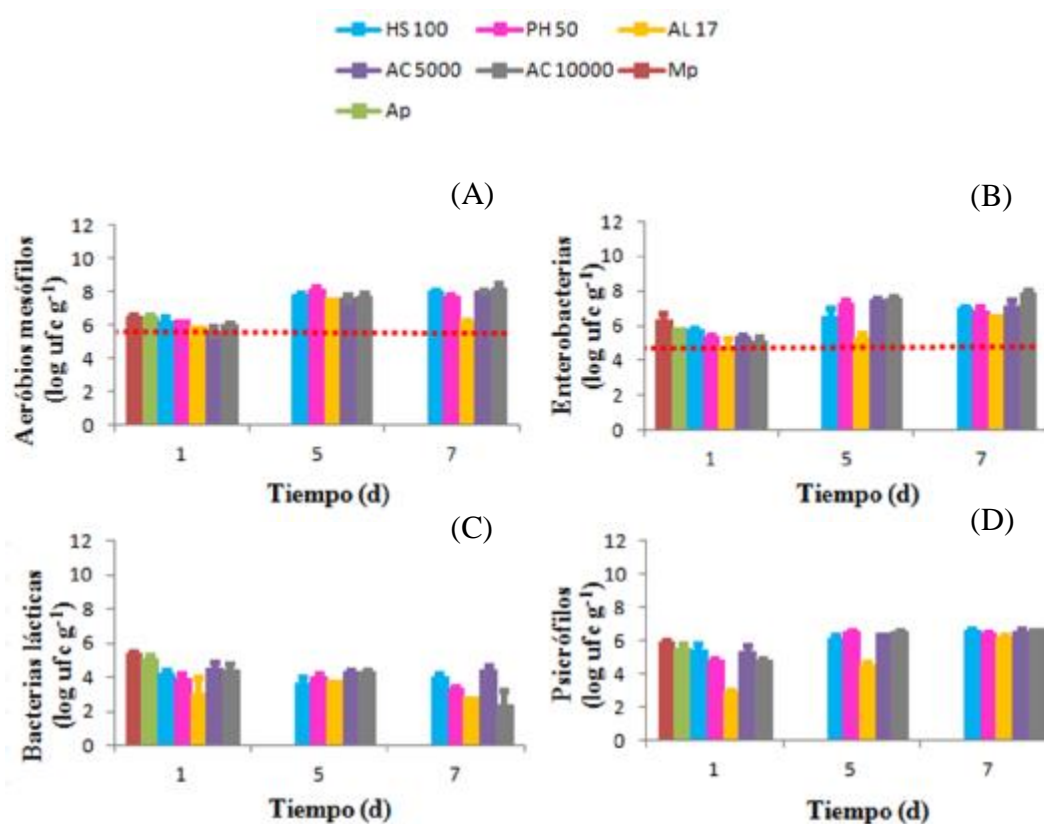 HS 100 PH 50 AL 17
AC 5000 AC 10000 Mp
Ap
(A)
Aeróbios mesófilos
(log ufc g⁻¹)
12
10
8
6
4
2
0
1 5 7
Tiempo (d)
(B)
Enterobacterias
(log ufc g⁻¹)
12
10
8
6
4
2
0
1 5 7
Tiempo (d)
(C)
Bacterias lácticas
(log ufc g⁻¹)
12
10
8
6
4
2
0
1 5 7
Tiempo (d)
(D)
Psicrófilos
(log ufc g⁻¹)
12
10
8
6
4
2
0
1 5 7
Tiempo (d)